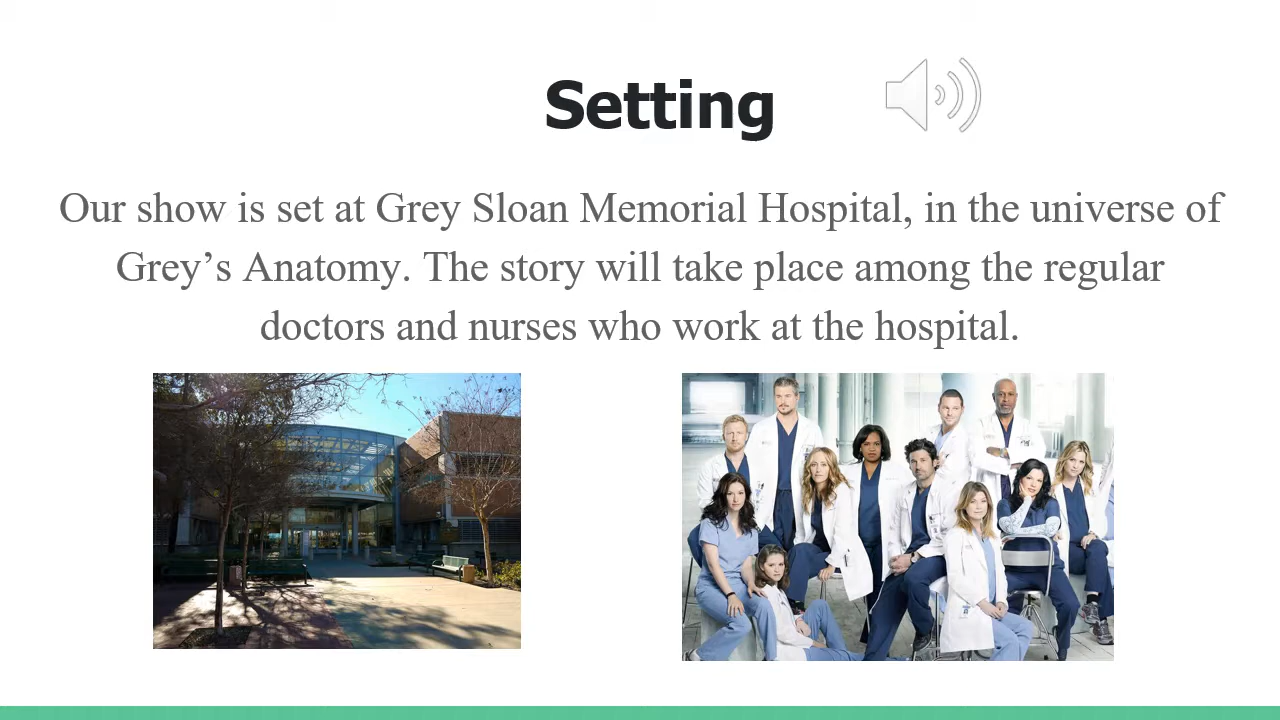 Setting
Our show is set at Grey Sloan Memorial Hospital, in the universe of
Grey’s Anatomy. The story will take place among the regular
doctors and nurses who work at the hospital.